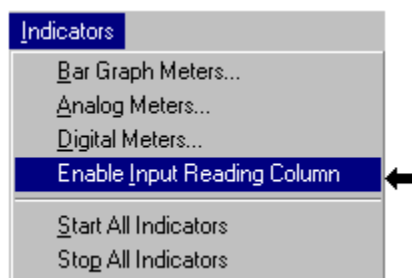 Indicators
Bar Graph Meters...
Analog Meters...
Digital Meters...
Enable Input Reading Column
Start All Indicators
Stop All Indicators